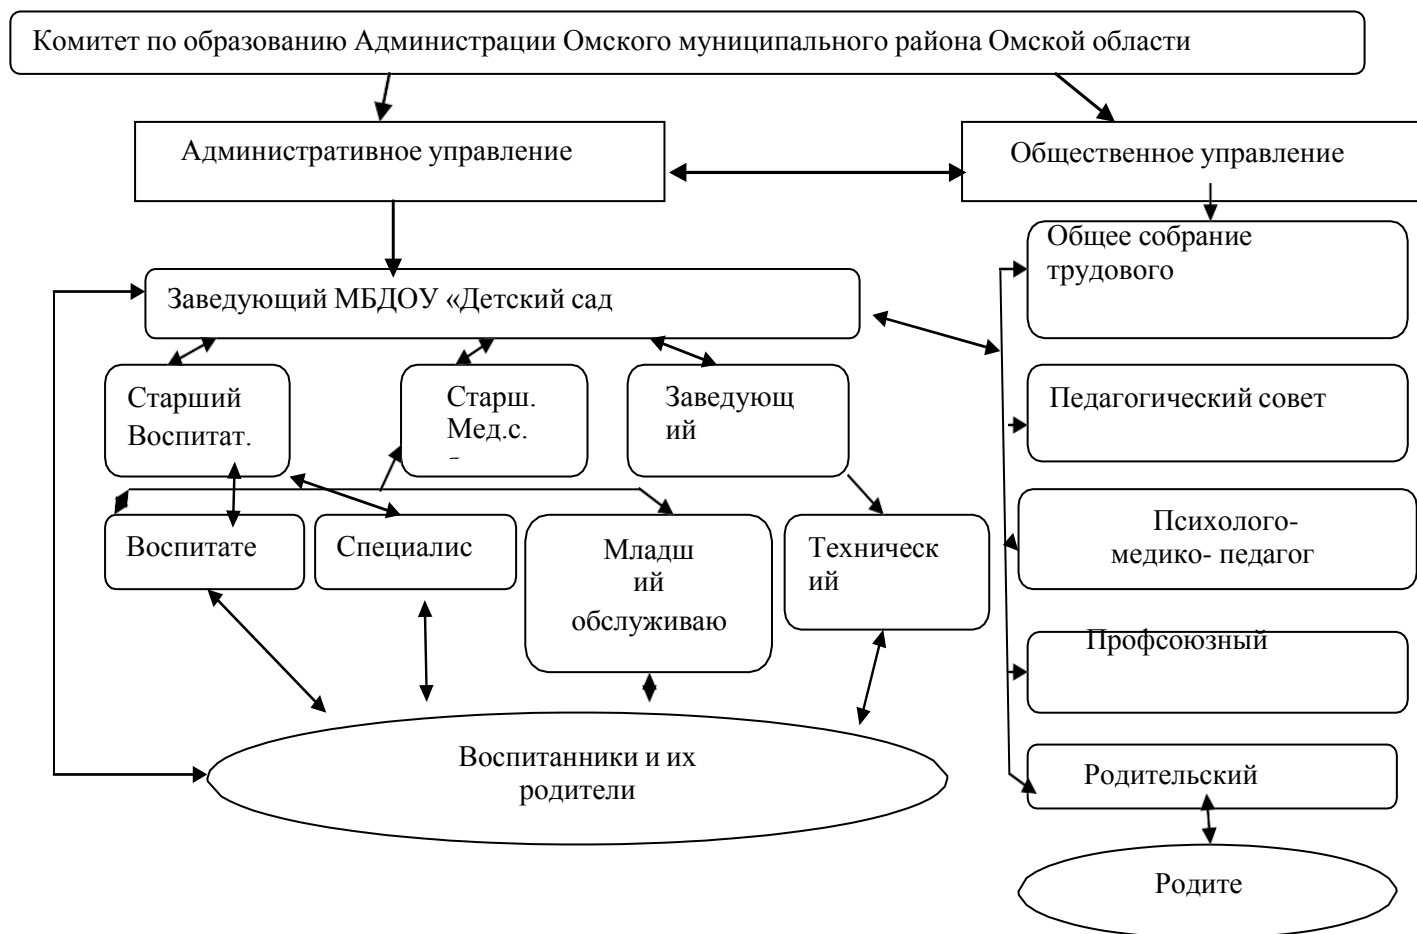 Комитет по образованию Администрации Омского муниципального района Омской области
Административное управление
Общественное управление
Общее собрание
трудового
Заведующий МБДОУ «Детский сад
Старший
Воспитат.
Старш.
Мед.с.
Заведующ
ий
Педагогический совет
Воспитате
Специалис
Младш
ий
обслуживаю
Техническ
ий
Психолого-
медико- педагог
Профсоюзный
Воспитанники и их
родители
Родительский
Родите